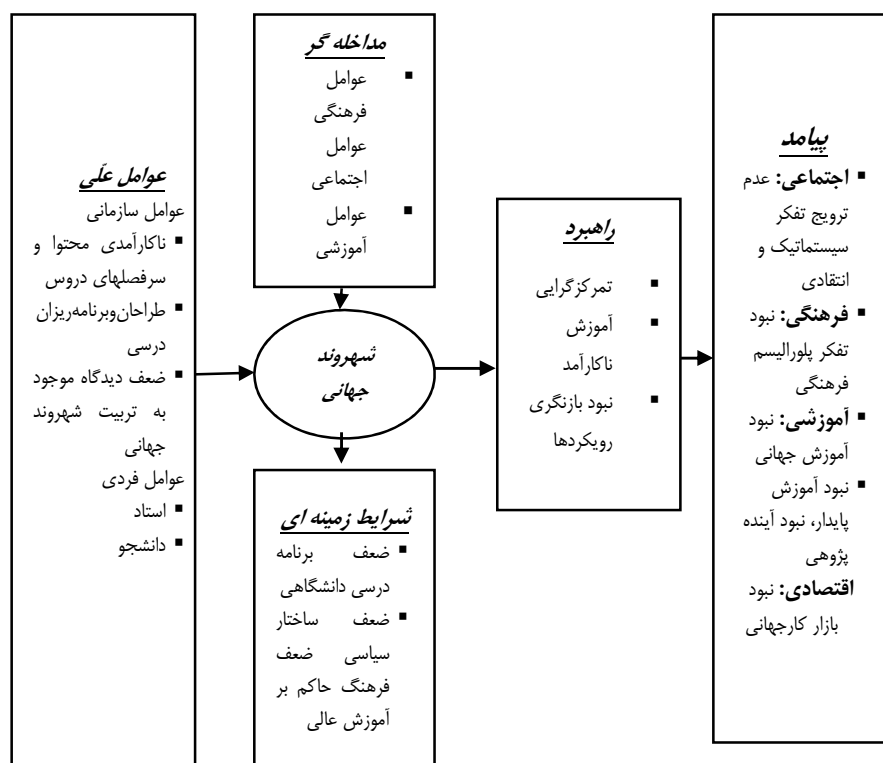 عوامل علّی
عوامل سازمانی
▪ ناکارآمدی محتوا و
سرفصلهای دروس
▪ طراحان‌وبرنامه‌ریزان
درسی
▪ ضعف دیدگاه موجود
به تربیت شهروند
جهانی
عوامل فردی
▪ استاد
▪ دانشجو
مداخله گر
▪ عوامل
فرهنگی
عوامل
اجتماعی
▪ عوامل
آموزشی
شهروند
جهانی
شرایط زمینه ای
▪ ضعف برنامه
درسی دانشگاهی
▪ ضعف ساختار
سیاسی ضعف
فرهنگ حاکم بر
آموزش عالی
راهبرد
▪ تمرکزگرایی
▪ آموزش
ناکارآمد
▪ نبود بازنگری
رویکردها
پیامد
▪ اجتماعی: عدم
ترویج تفکر
سیستماتیک و
انتقادی
▪ فرهنگی: نبود
تفکر پلورالیسم
فرهنگی
▪ آموزشی: نبود
آموزش جهانی
▪ نبود آموزش
پایدار، نبود آینده
پژوهی
اقتصادی: نبود
بازار کارجهانی